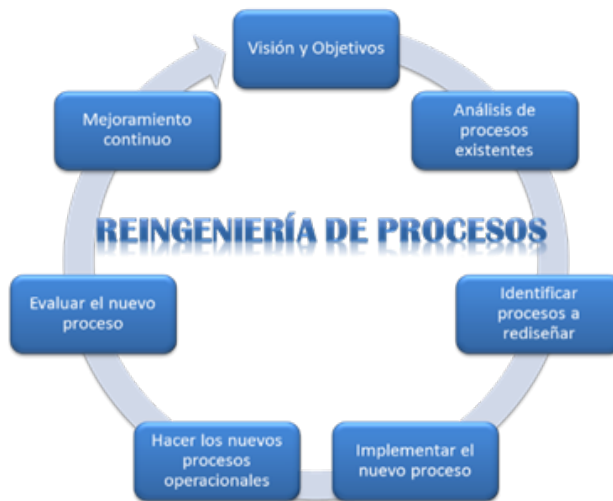 Visión y Objetivos
Análisis de
procesos
existentes
Identificar
procesos a
rediseñar
Implementar el
nuevo proceso
Hacer los nuevos
procesos
operacionales
Evaluar el nuevo
proceso
Mejoramiento
continuo
REINGENIERÍA DE PROCESOS